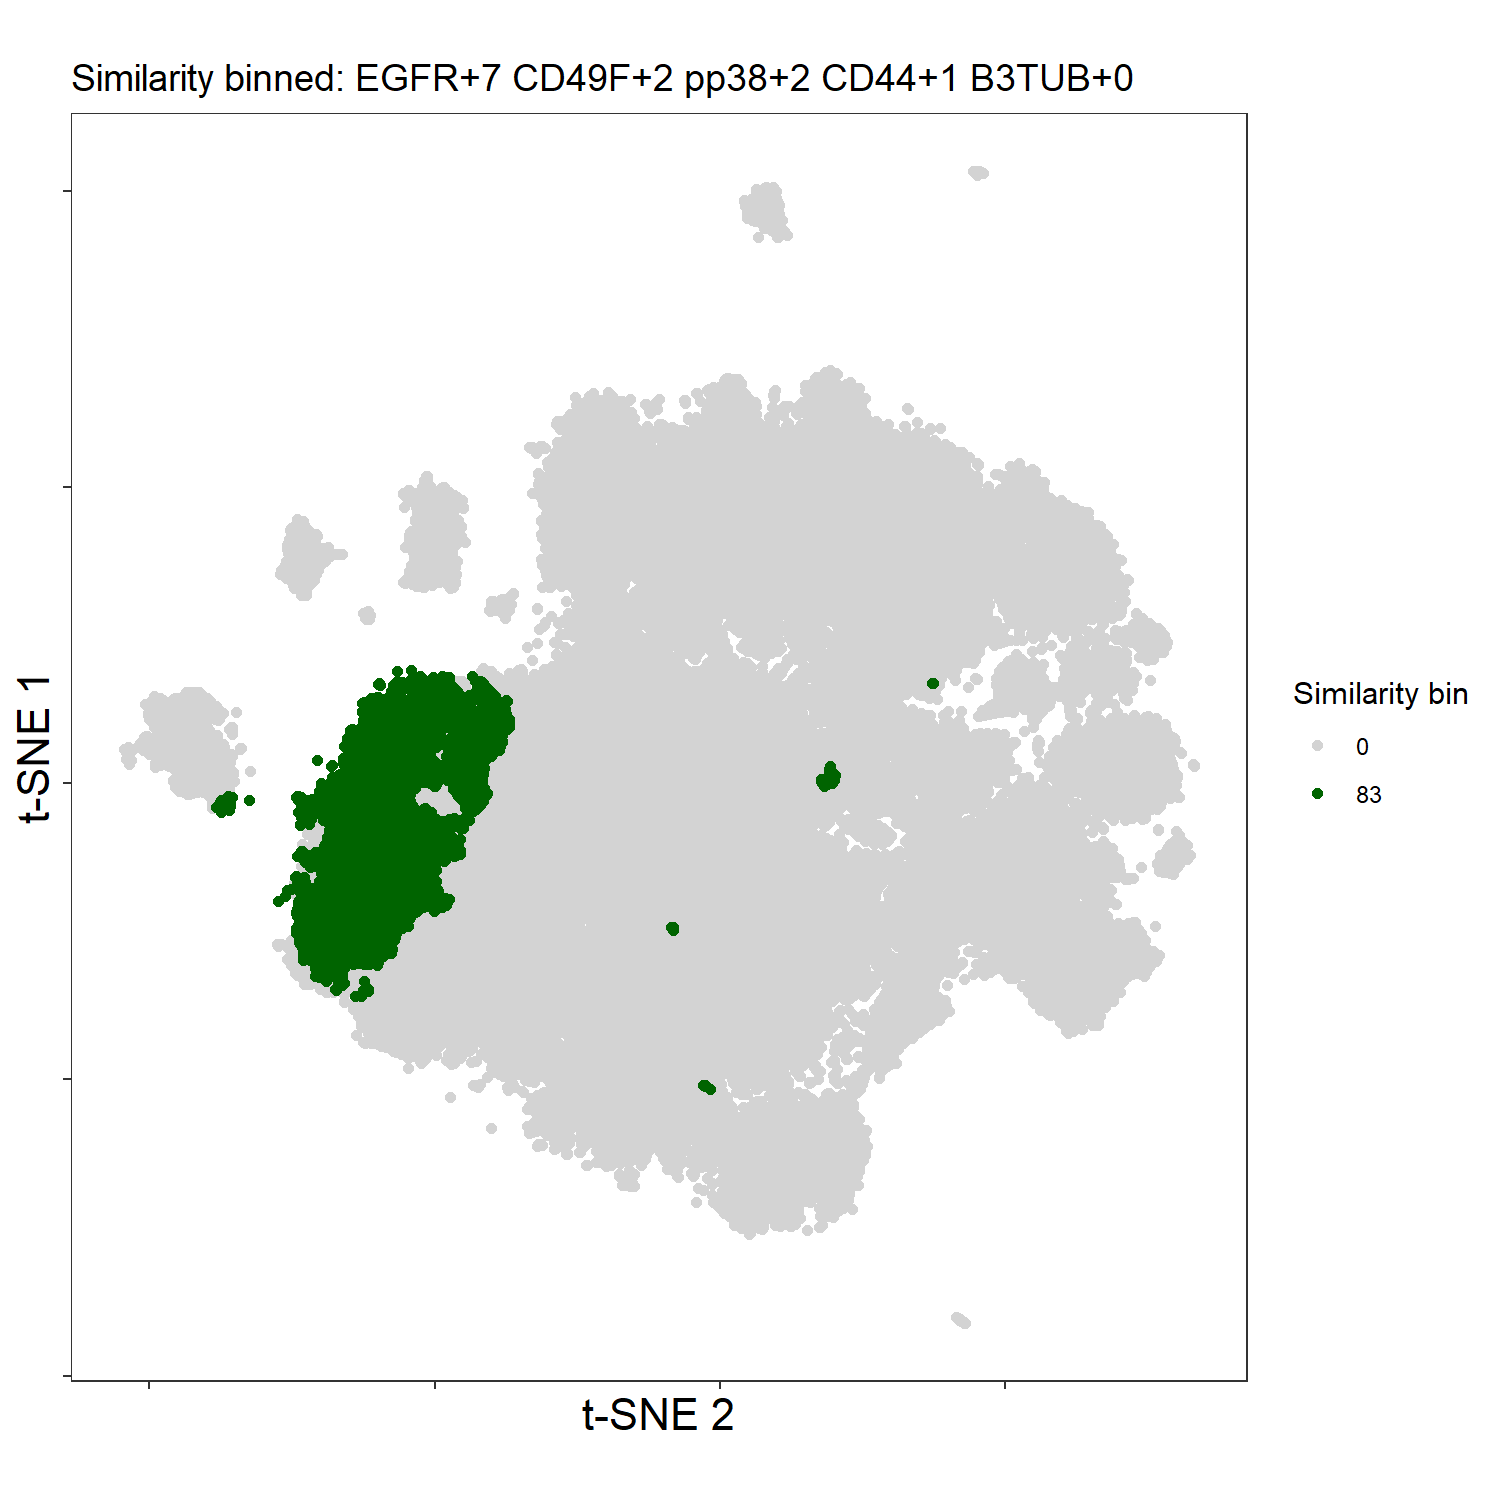 Similarity binned: EGFR+7 CD49F+2 pp38+2 CD44+1 B3TUB+0
t-SNE 1
Similarity bin
0
83
t-SNE 2